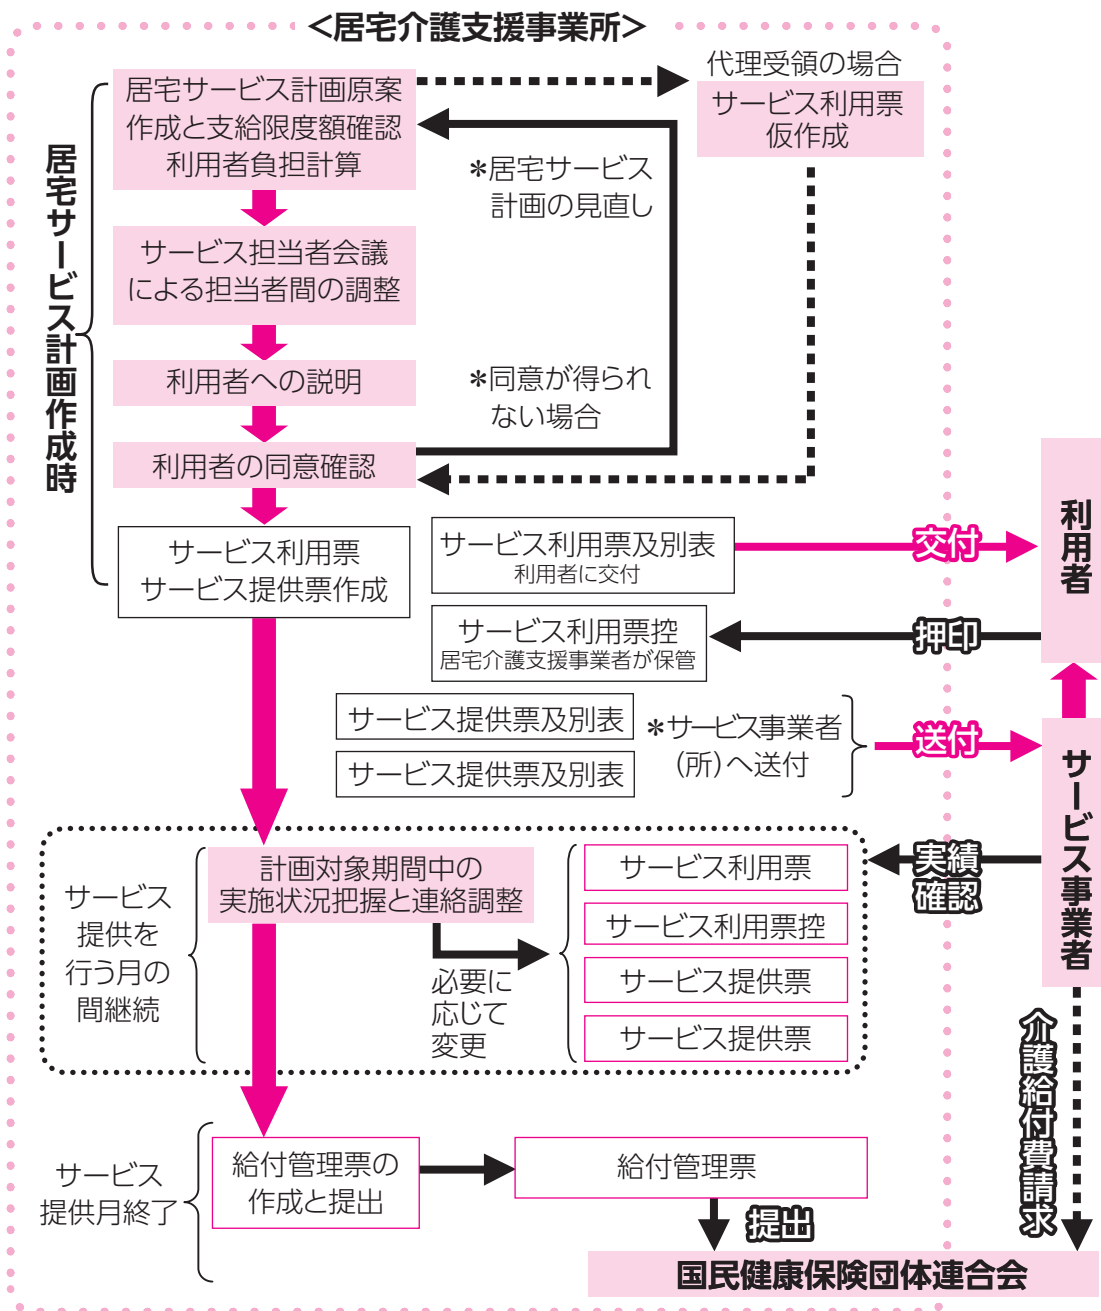 <居宅介護支援事業所>
居宅サービス計画作成時
居宅サービス計画原案
作成と支給限度額確認
利用者負担計算
代理受領の場合
サービス利用票
仮作成
＊居宅サービス
計画の見直し
サービス担当者会議
による担当者間の調整
利用者への説明
＊同意が得られ
ない場合
利用者の同意確認
サービス利用票
サービス提供票作成
サービス利用票及別表
利用者に交付
交付
利用者
サービス利用票控
居宅介護支援事業者が保管
押印
サービス提供票及別表
サービス提供票及別表
＊サービス事業者
（所）へ送付
送付
サービス事業者
サービス
提供を
行う月の
間継続
計画対象期間中の
実施状況把握と連絡調整
必要に
応じて
変更
サービス利用票
サービス利用票控
サービス提供票
サービス提供票
実績
確認
介護給付費請求
サービス
提供月終了
給付管理票の
作成と提出
給付管理票
提出
国民健康保険団体連合会